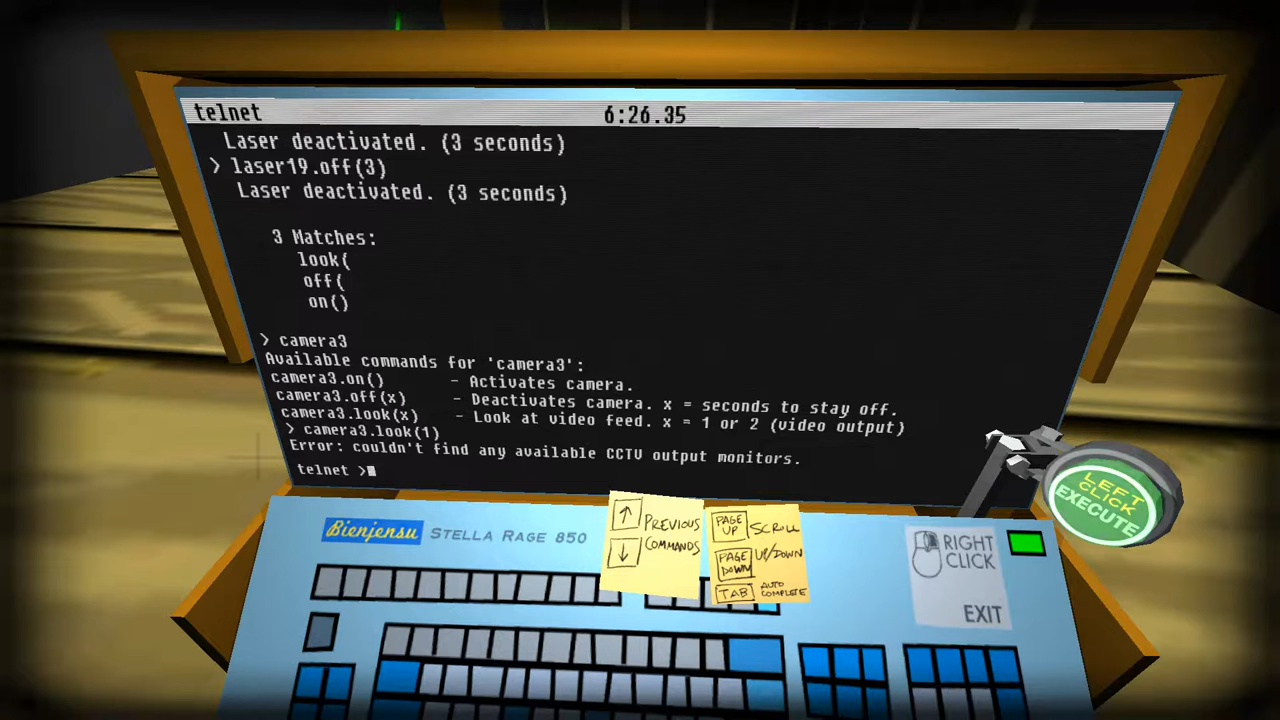 telnet 6:26.35
Laser deactivated. (3 seconds)
> laser19.off(3)
Laser deactivated. (3 seconds)
3 Matches:
look(
off(
on()
> camera3
Available commands for 'camera3':
camera3.on() - Activates camera.
camera3.off(x) - Deactivates camera. x = seconds to stay off.
camera3.look(x) - Look at video feed. x = 1 or 2 (video output)
> camera3.look(1)
Error: couldn't find any available CCTV output monitors.
telnet >
LEFT
CLICK
EXECUTE
Bienjensu STELLA RAGE 850
↑ PREVIOUS
↓ COMMANDS
PAGE UP SCROLL
PAGE DOWN UP/DOWN
TAB AUTO COMPLETE
RIGHT
CLICK
EXIT